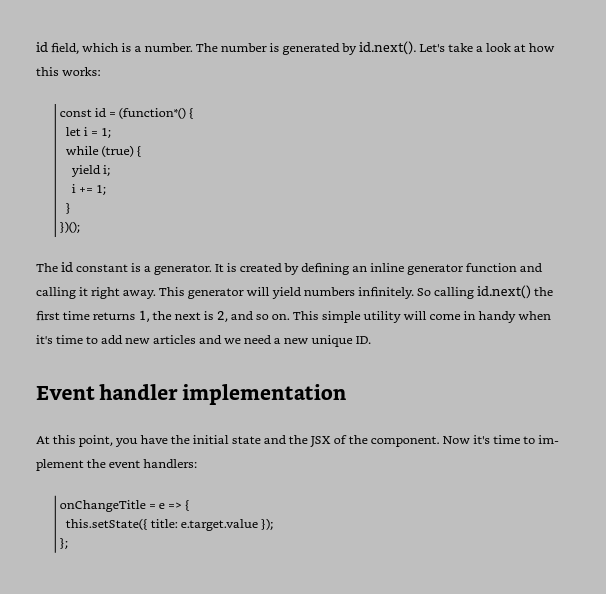 id field, which is a number. The number is generated by id.next(). Let's take a look at how
this works:
const id = (function*() {
let i = 1;
while (true) {
yield i;
i += 1;
}
})();
The id constant is a generator. It is created by defining an inline generator function and
calling it right away. This generator will yield numbers infinitely. So calling id.next() the
first time returns 1, the next is 2, and so on. This simple utility will come in handy when
it's time to add new articles and we need a new unique ID.
Event handler implementation
At this point, you have the initial state and the JSX of the component. Now it's time to im-
plement the event handlers:
onChangeTitle = e => {
this.setState({ title: e.target.value });
};